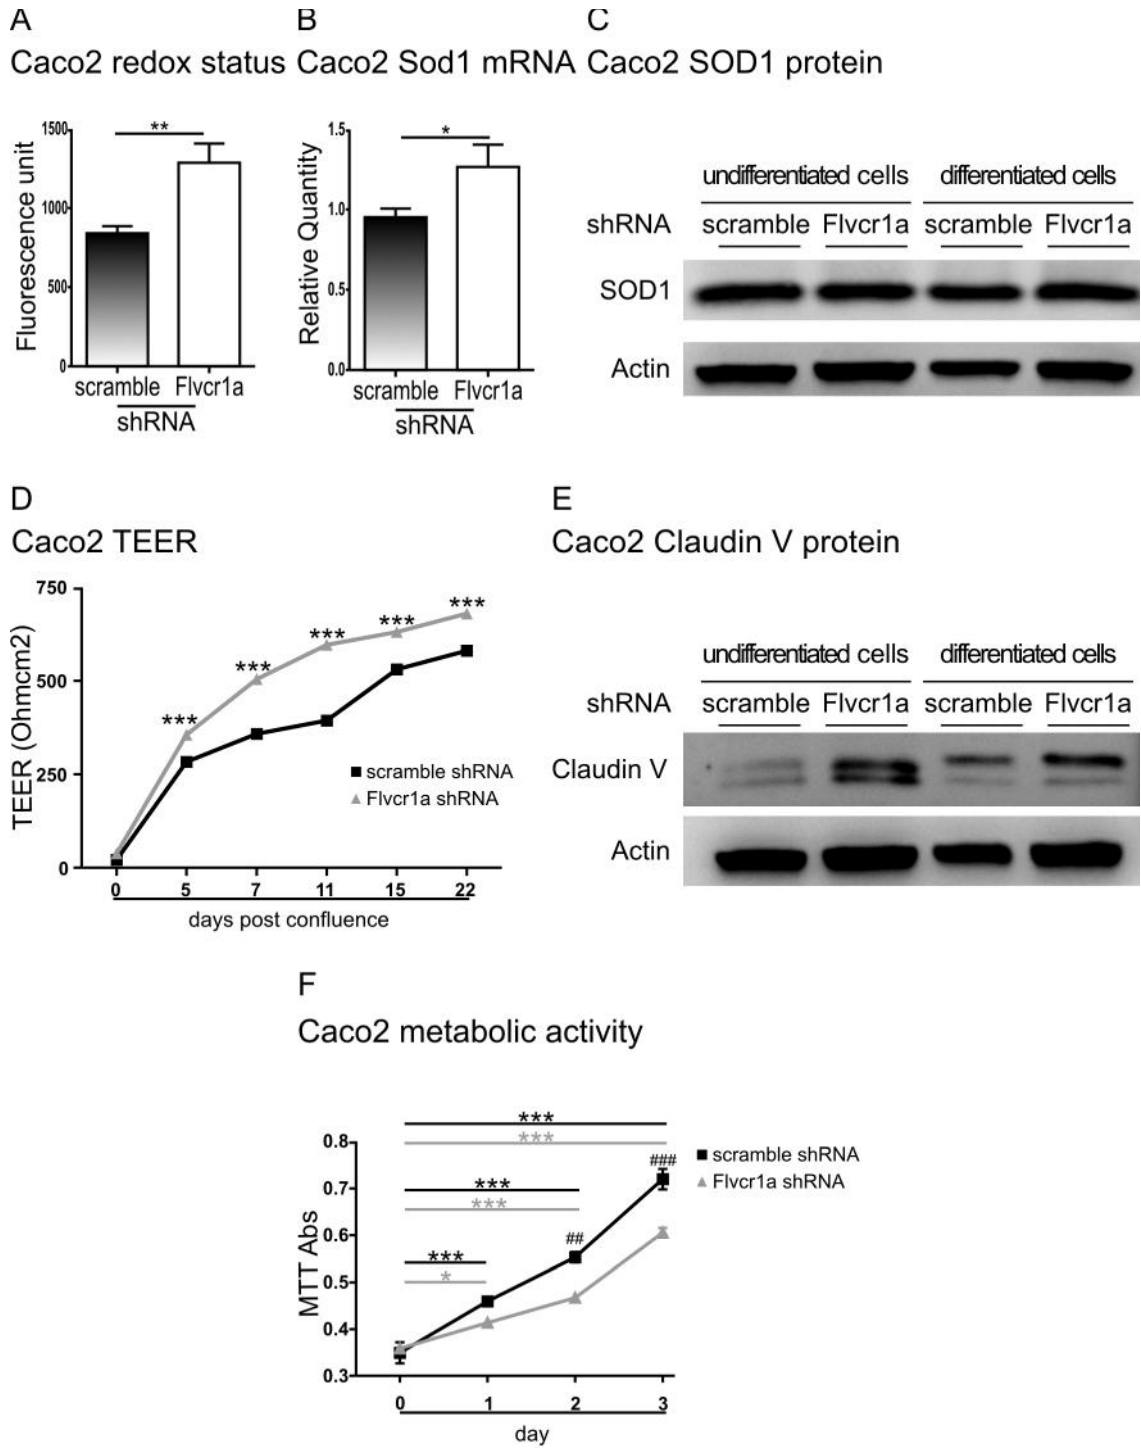 A
B
C
Caco2 redox status
Caco2 Sod1 mRNA
Caco2 SOD1 protein
1500
1000
500
0
Fluorescence unit
**
scramble Flvcr1a
shRNA
1.5
1.0
0.5
0.0
Relative Quantity
*
scramble Flvcr1a
shRNA
undifferentiated cells differentiated cells
shRNA scramble Flvcr1a scramble Flvcr1a
SOD1
Actin
D
Caco2 TEER
750
500
250
0
TEER (Ohmcm2)
*** *** *** *** ***
scramble shRNA
Flvcr1a shRNA
0 5 7 11 15 22
days post confluence
E
Caco2 Claudin V protein
undifferentiated cells differentiated cells
shRNA scramble Flvcr1a scramble Flvcr1a
Claudin V
Actin
F
Caco2 metabolic activity
***
***
***
***
***
*
##
###
0.8
0.7
0.6
0.5
0.4
0.3
MTT Abs
scramble shRNA
Flvcr1a shRNA
0 1 2 3
day